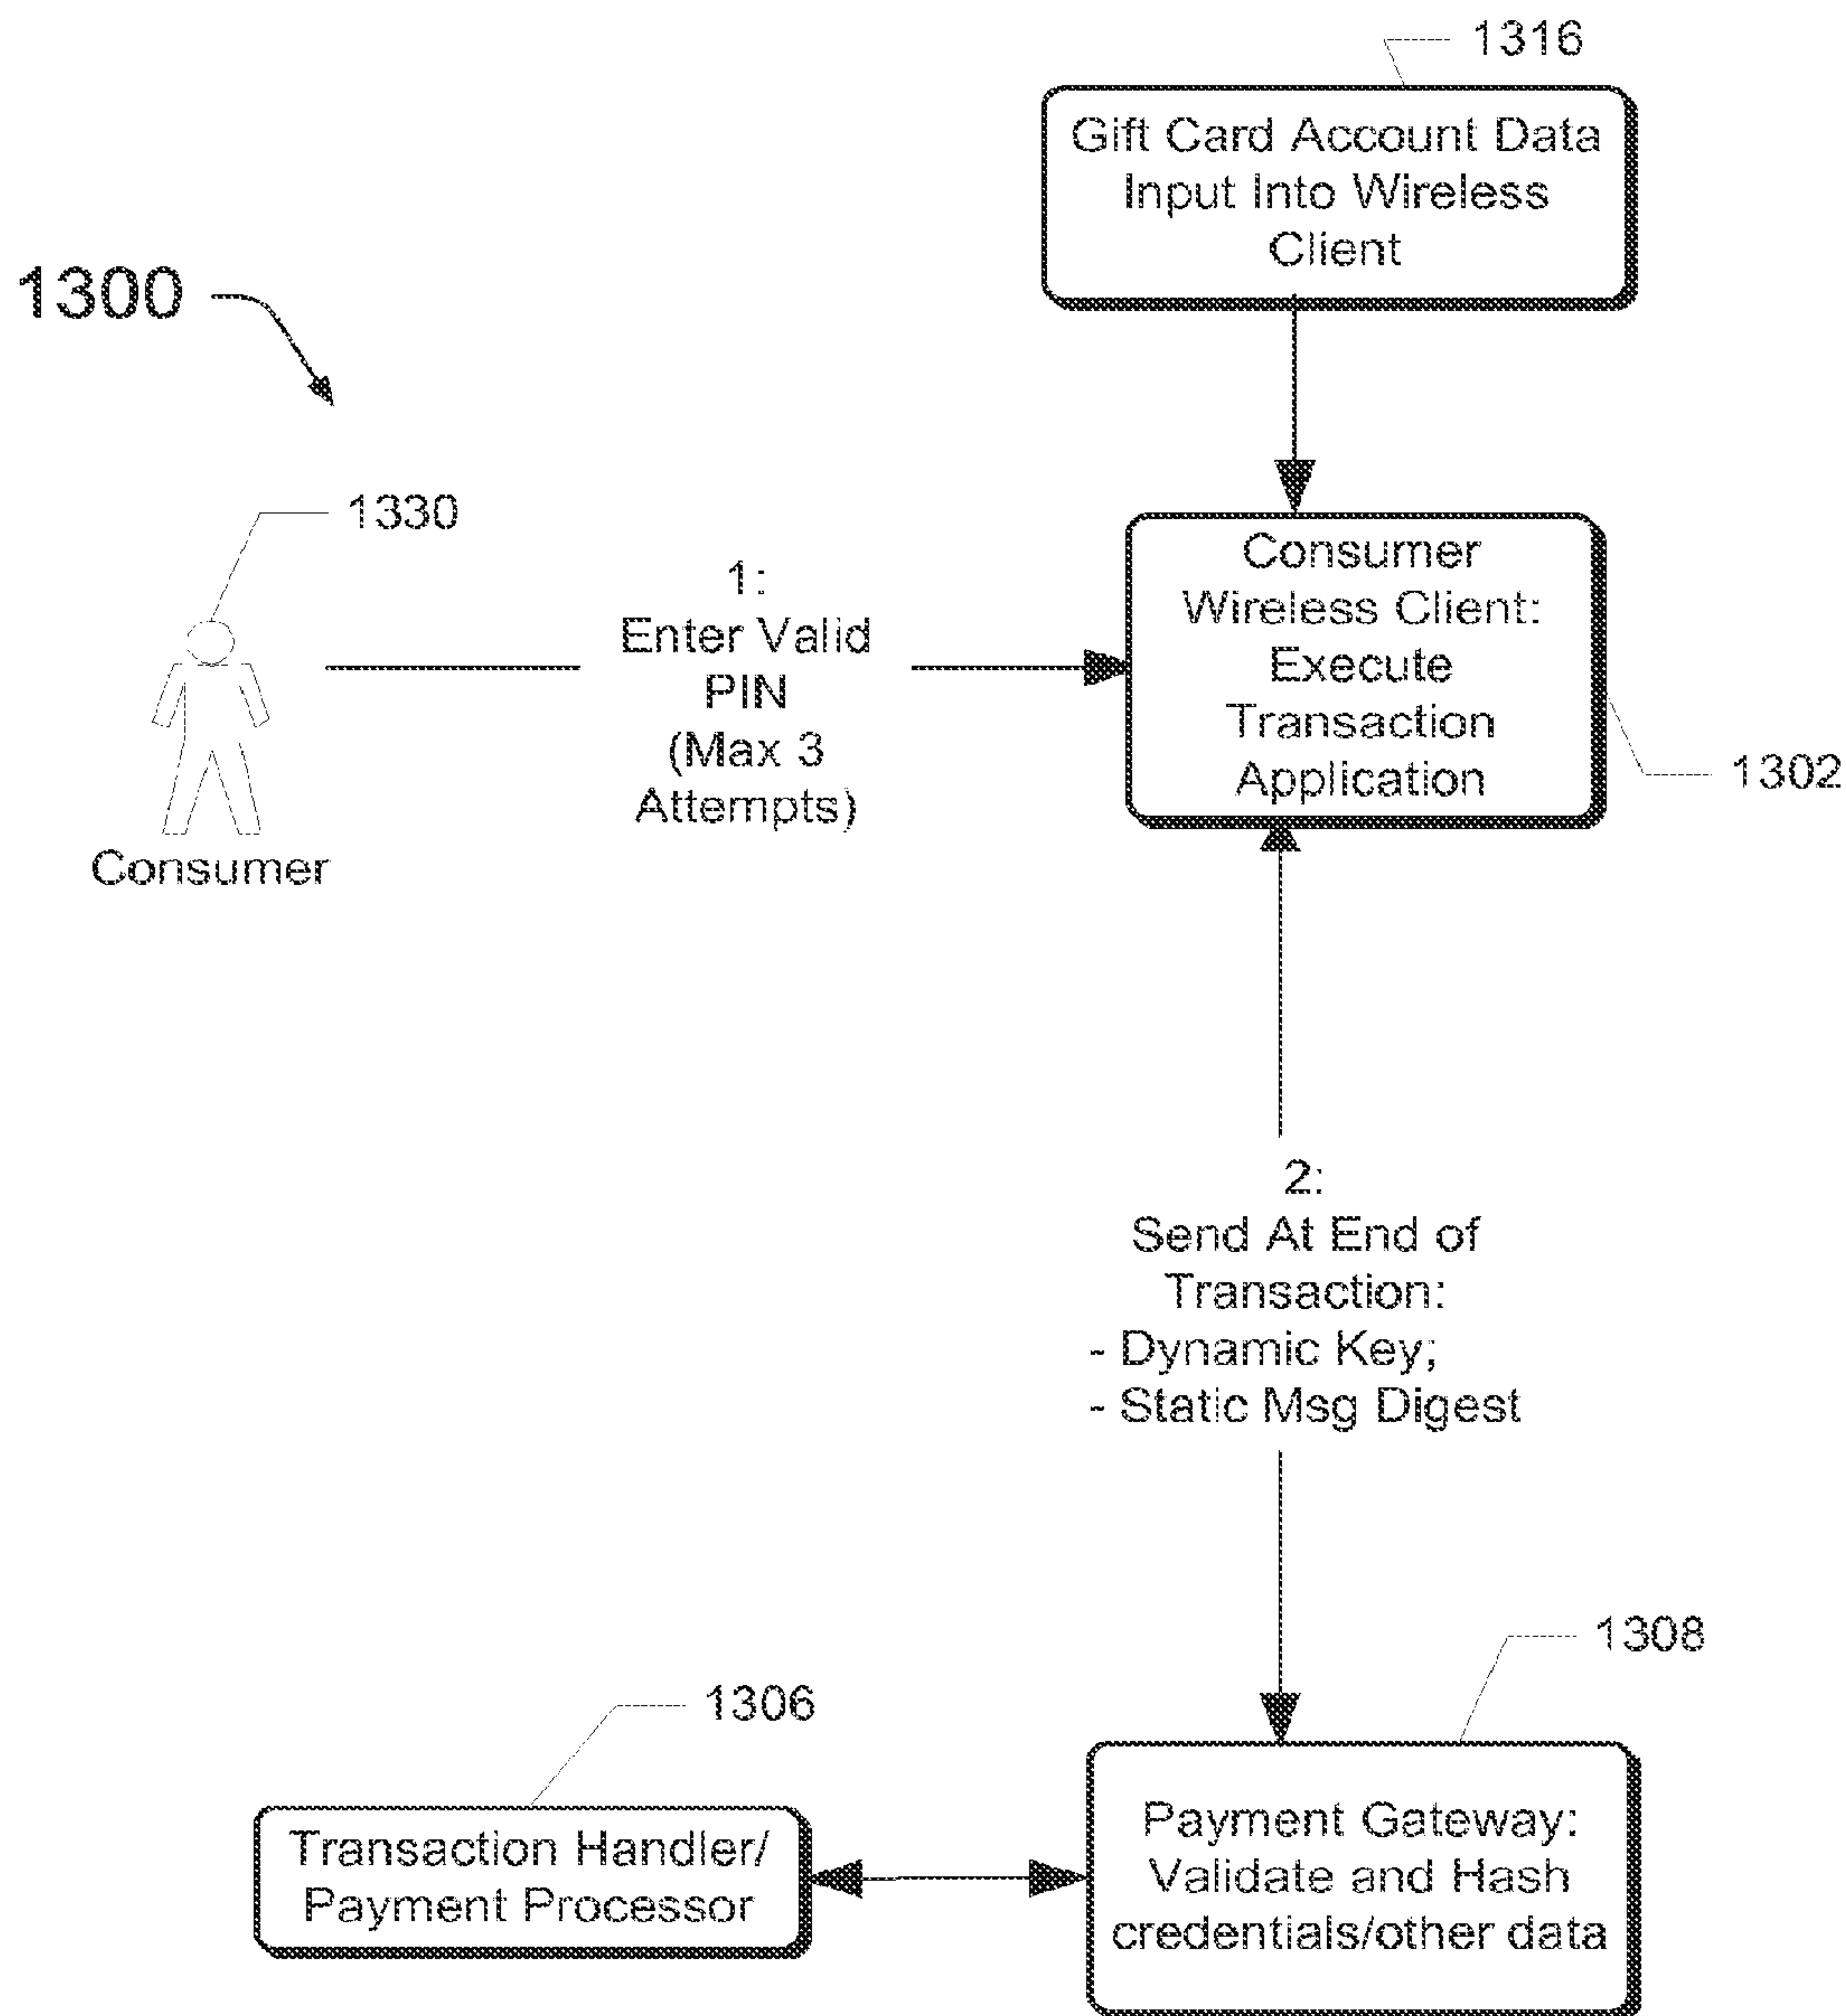 1316
Gift Card Account Data
Input Into Wireless
Client
1300
1330
1:
Enter Valid
PIN
(Max 3
Attempts)
Consumer
Consumer
Wireless Client:
Execute
Transaction
Application
1302
2:
Send At End of
Transaction:
- Dynamic Key;
- Static Msg Digest
1308
1306
Transaction Handler/
Payment Processor
Payment Gateway:
Validate and Hash
credentials/other data